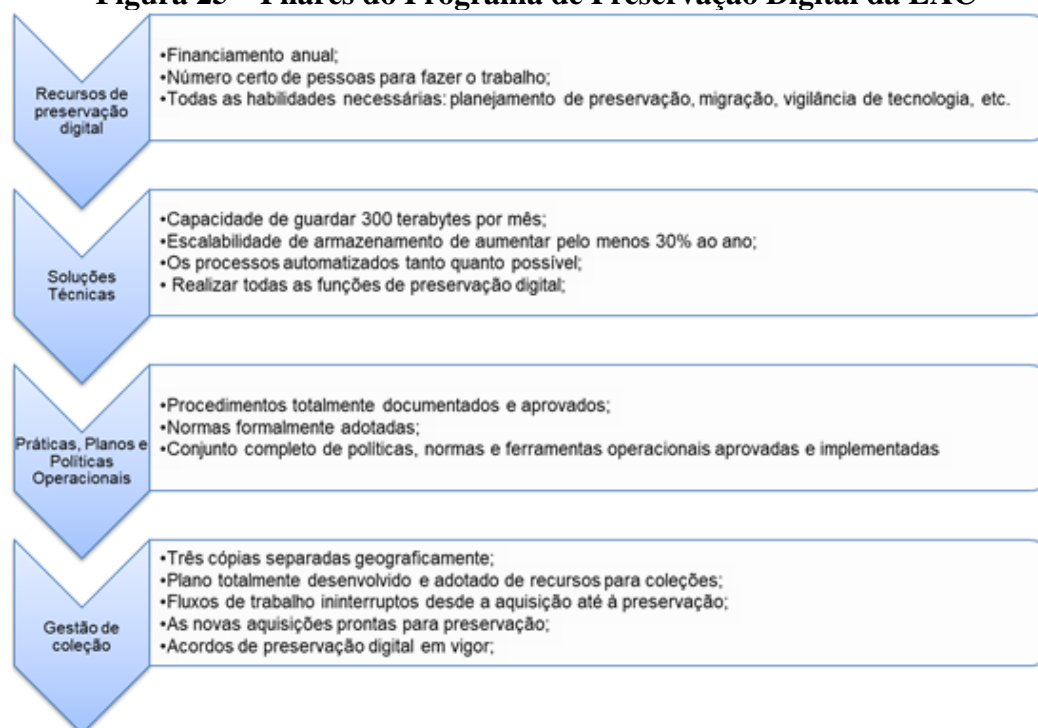 Figura 25 – Pilares do Programa de Preservação Digital da LAC
Recursos de
preservação
digital
•Financiamento anual;
•Número certo de pessoas para fazer o trabalho;
•Todas as habilidades necessárias: planejamento de preservação, migração, vigilância de tecnologia, etc.
Soluções
Técnicas
•Capacidade de guardar 300 terabytes por mês;
•Escalabilidade de armazenamento de aumentar pelo menos 30% ao ano;
•Os processos automatizados tanto quanto possível;
• Realizar todas as funções de preservação digital;
Práticas, Planos e
Políticas
Operacionais
•Procedimentos totalmente documentados e aprovados;
•Normas formalmente adotadas;
•Conjunto completo de políticas, normas e ferramentas operacionais aprovadas e implementadas
Gestão de
coleção
•Três cópias separadas geograficamente;
•Plano totalmente desenvolvido e adotado de recursos para coleções;
•Fluxos de trabalho ininterruptos desde a aquisição até à preservação;
•As novas aquisições prontas para preservação;
•Acordos de preservação digital em vigor;